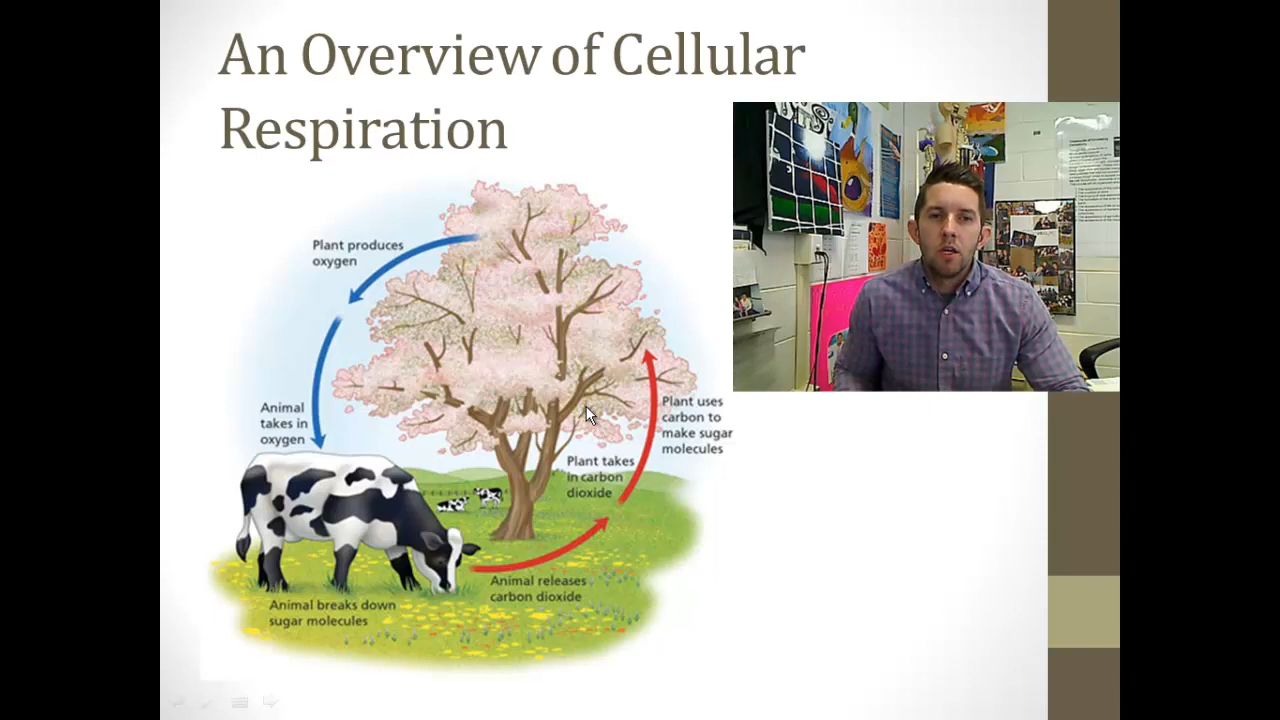 An Overview of Cellular
Respiration
Plant produces
oxygen
Animal
takes in
oxygen
Plant uses
carbon to
make sugar
molecules
Plant takes
in carbon
dioxide
Animal releases
carbon dioxide
Animal breaks down
sugar molecules